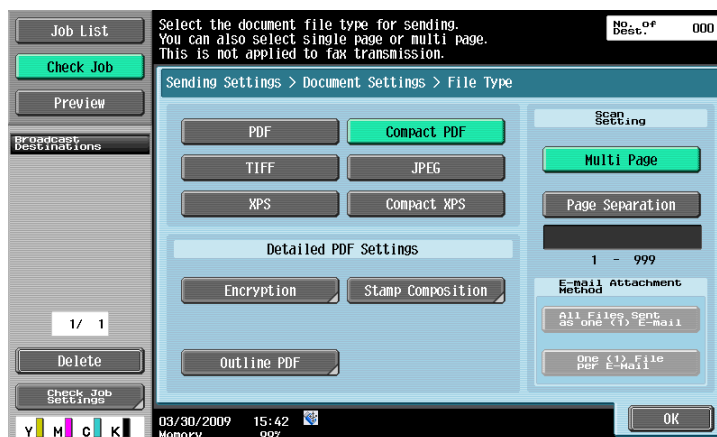 Job List
Check Job
Preview
Broadcast
Destinations
1/ 1
Delete
Check Job
Settings
Y M C K
Select the document file type for sending.
You can also select single page or multi page.
This is not applied to fax transmission.
No. of
Dest.
000
Sending Settings > Document Settings > File Type
PDF
Compact PDF
TIFF
JPEG
XPS
Compact XPS
Detailed PDF Settings
Encryption
Stamp Composition
Outline PDF
Scan
Setting
Multi Page
Page Separation
1 - 999
E-mail Attachment
Method
All Files Sent
as one (1) E-mail
One (1) File
per E-Mail
03/30/2009 15:42
Memory 99%
OK